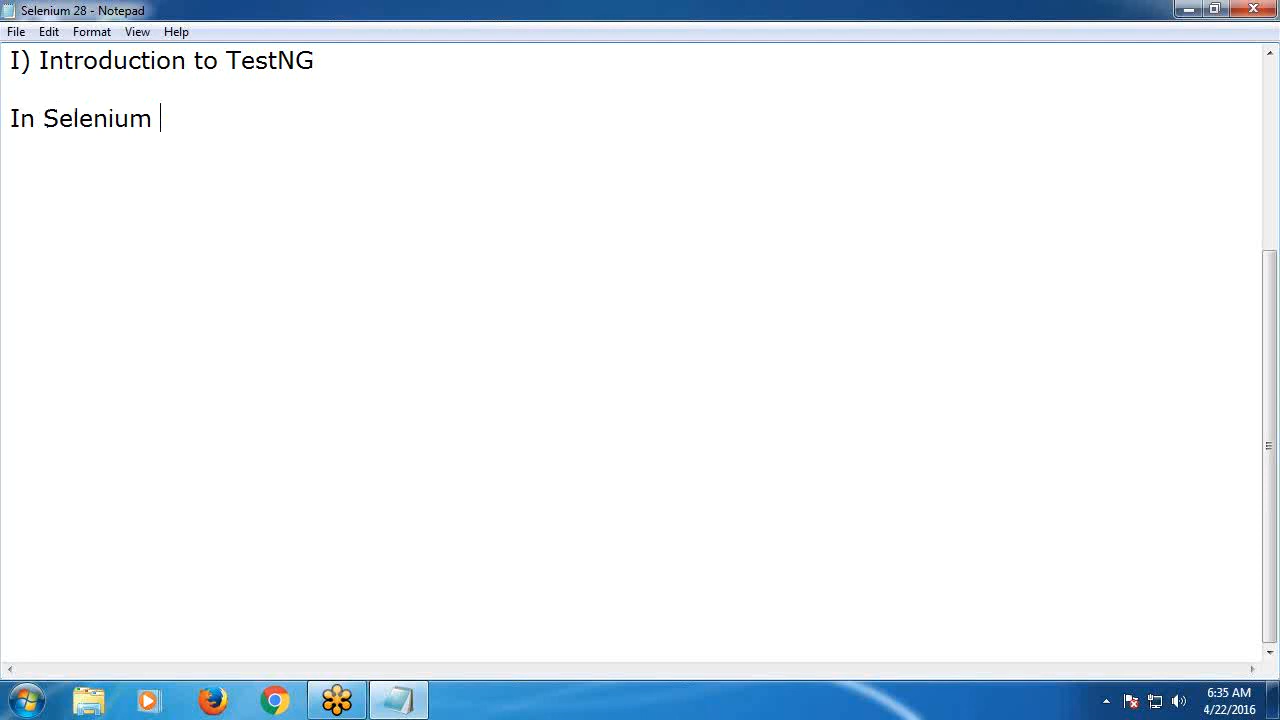 Selenium 28 - Notepad
File Edit Format View Help
I) Introduction to TestNG
In Selenium
6:35 AM
4/22/2016